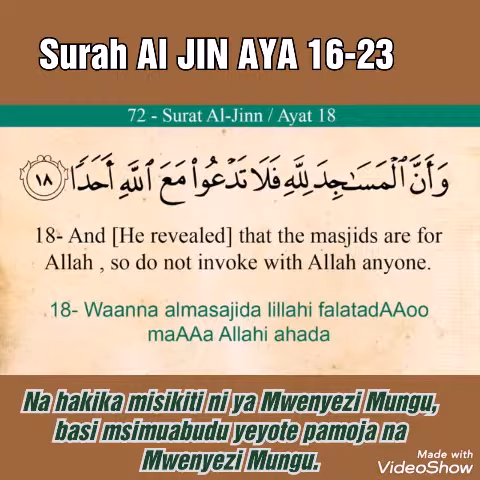 Surah Al JIN AYA 16-23
72 - Surat Al-Jinn / Ayat 18
وَأَنَّ ٱلْمَسَـٰجِدَ لِلَّهِ فَلَا تَدْعُوا۟ مَعَ ٱللَّهِ أَحَدًا ١٨
18- And [He revealed] that the masjids are for
Allah , so do not invoke with Allah anyone.
18- Waanna almasajida lillahi falatadAAoo
maAAa Allahi ahada
Na hakika misikiti ni ya Mwenyezi Mungu,
basi msimuabudu yeyote pamoja na
Mwenyezi Mungu.
Made with
VideoShow